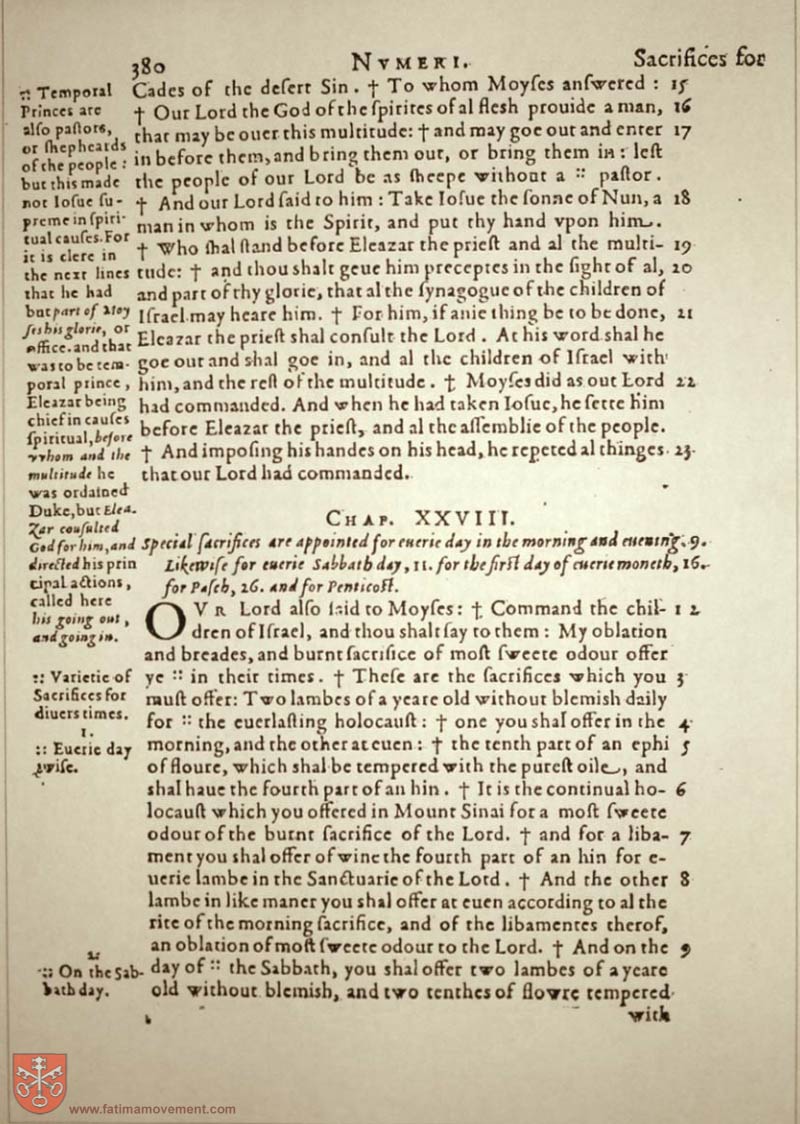 380
NVMERI.
Sacrifices for
Cades of the desert Sin. † To whom Moyſes anſwered : 15
† Our Lord the God of the ſpirites of al fleſh prouide a man, 16
that may be ouer this multitude: † and may goe out and enter 17
in before them, and bring them out, or bring them in : leſt
the people of our Lord be as ſheepe without a :: paſtor.
† And our Lord ſaid to him : Take Ioſue the ſonne of Nun, a 18
man in whom is the Spirit, and put thy hand vpon him.
† Who ſhal ſtand before Eleazar the prieſt and al the multi- 19
tude: † and thou shalt geue him preceptes in the ſight of al, 20
and part of thy glorie, that al the ſynagogue of the children of
Iſrael may heare him. † For him, if anie thing be to be done, 21
Eleazar the prieſt shal conſult the Lord. At his word shal he
goe out and shal goe in, and al the children of Iſrael with
him, and the reſt of the multitude. † Moyſes did as our Lord 22
had commanded. And when he had taken Ioſue, he ſette him
before Eleazar the prieſt, and al the aſſemblie of the people.
† And impoſing his handes on his head, he repeted al thinges 23
that our Lord had commanded.
:: Temporal
Princes are
alſo paſtors,
or ſhepheards
of the people :
but this made
not Ioſue ſu-
preme in ſpiri-
tual cauſes. For
it is clere in
the next lines
that he had
but part of Moy
ſes his glorie, or
office. and that
was to be tem-
poral prince,
Eleazar being
chief in cauſes
ſpiritual, before
whom and the
multitude he
was ordained
Duke, but Elea.
zar conſulted
God for him, and
directed his prin
cipal actions,
called here
his going out,
and going in.
CHAP. XXVIII.
Special ſacrifices are appointed for euerie day in the morning and euening. 9.
Likewiſe for euerie Sabbath day, 11. for the firſt day of euerie moneth, 16.
for Paſch, 26. and for Pentecoſt.
OVR Lord alſo ſaid to Moyſes: † Command the chil- 1 2
dren of Iſrael, and thou shalt ſay to them : My oblation
and breades, and burnt ſacrifice of moſt ſweete odour offer
ye :: in their times. † Theſe are the ſacrifices which you 3
muſt offer: Two lambes of a yeare old without blemish daily
for :: the euerlaſting holocauſt : † one you shal offer in the 4
morning, and the other at euen : † the tenth part of an ephi 5
of floure, which shal be tempered with the pureſt oile, and
shal haue the fourth part of an hin. † It is the continual ho- 6
locauſt which you offered in Mount Sinai for a moſt ſweete
odour of the burnt ſacrifice of the Lord. † and for a liba- 7
ment you shal offer of wine the fourth part of an hin for e-
uerie lambe in the Sanctuarie of the Lord. † And the other 8
lambe in like maner you shal offer at euen according to al the
rite of the morning ſacrifice, and of the libamentes therof,
an oblation of moſt ſweete odour to the Lord. † And on the 9
day of :: the Sabbath, you shal offer two lambes of a yeare
old without blemish, and two tenthes of flowre tempered
with
:: Varietie of
Sacrifices for
diuers times.
1.
:: Euerie day
twiſe.
2.
:: On the Sab-
bath day.
www.fatimamovement.com